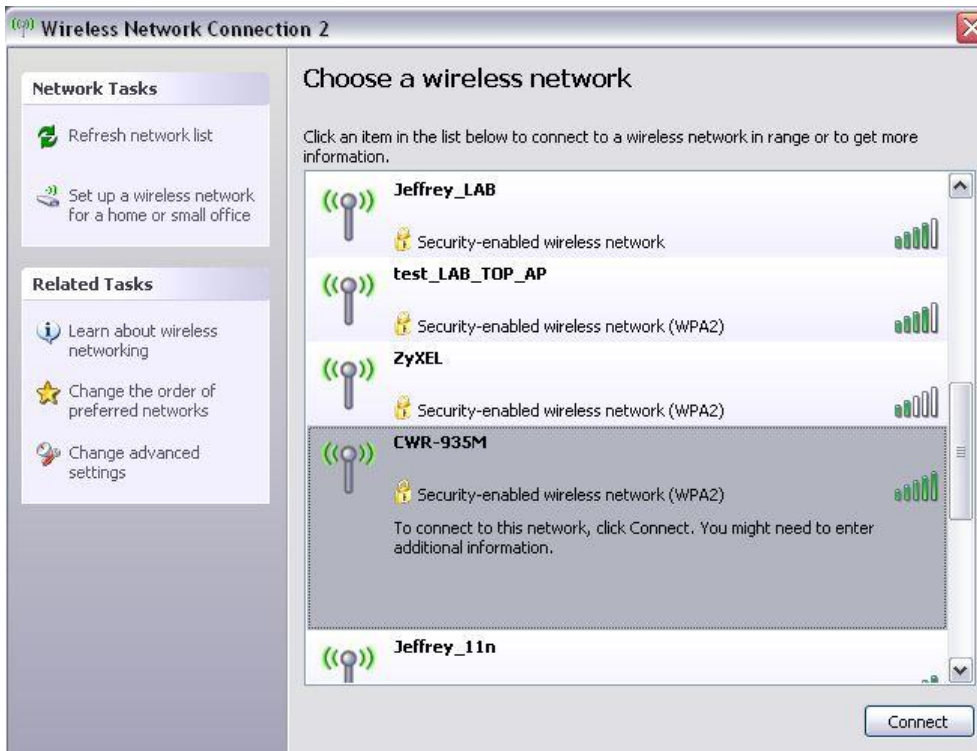 Wireless Network Connection 2
Network Tasks
Refresh network list
Set up a wireless network
for a home or small office
Related Tasks
Learn about wireless
networking
Change the order of
preferred networks
Change advanced
settings
Choose a wireless network
Click an item in the list below to connect to a wireless network in range or to get more
information.
Jeffrey_LAB
Security-enabled wireless network
test_LAB_TOP_AP
Security-enabled wireless network (WPA2)
ZyXEL
Security-enabled wireless network (WPA2)
CWR-935M
Security-enabled wireless network (WPA2)
To connect to this network, click Connect. You might need to enter
additional information.
Jeffrey_11n
Connect